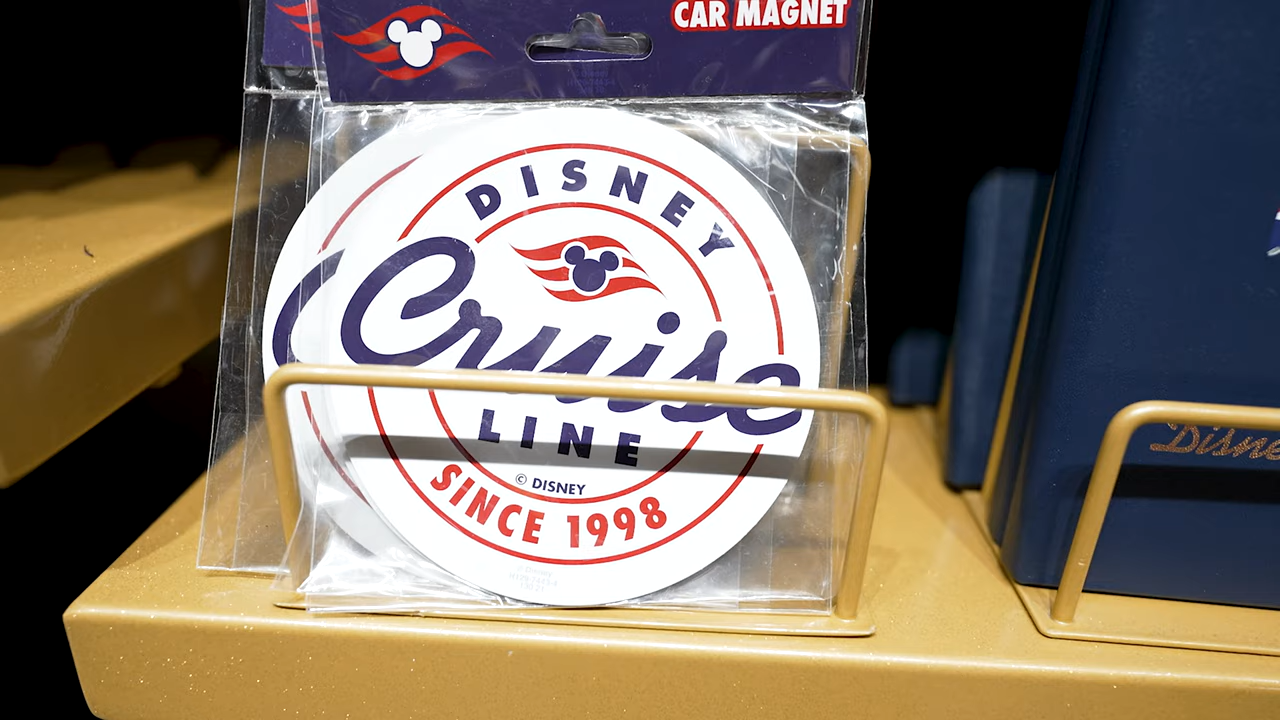 CAR MAGNET
DISNEY
Cruise
LINE
© DISNEY
SINCE 1998
Disne